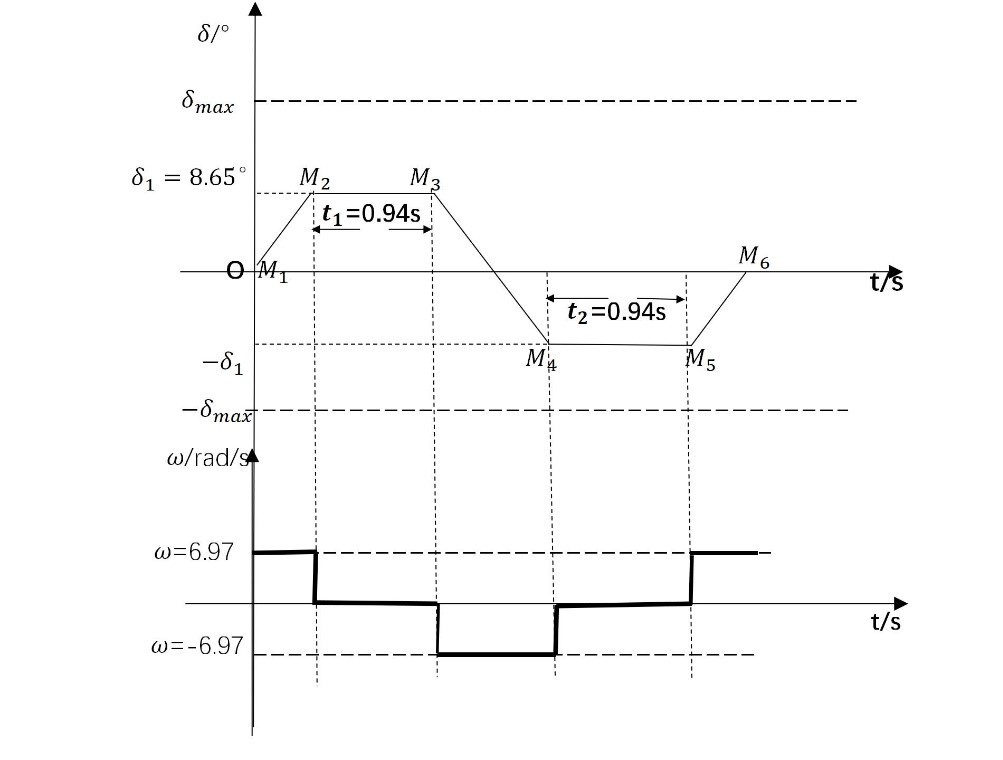 δ/°
δmax
δ₁ = 8.65°
M₂
M₃
t₁=0.94s
O
M₁
M₆
t/s
t₂=0.94s
−δ₁
M₄
M₅
−δmax
ω/rad/s
ω=6.97
t/s
ω=-6.97